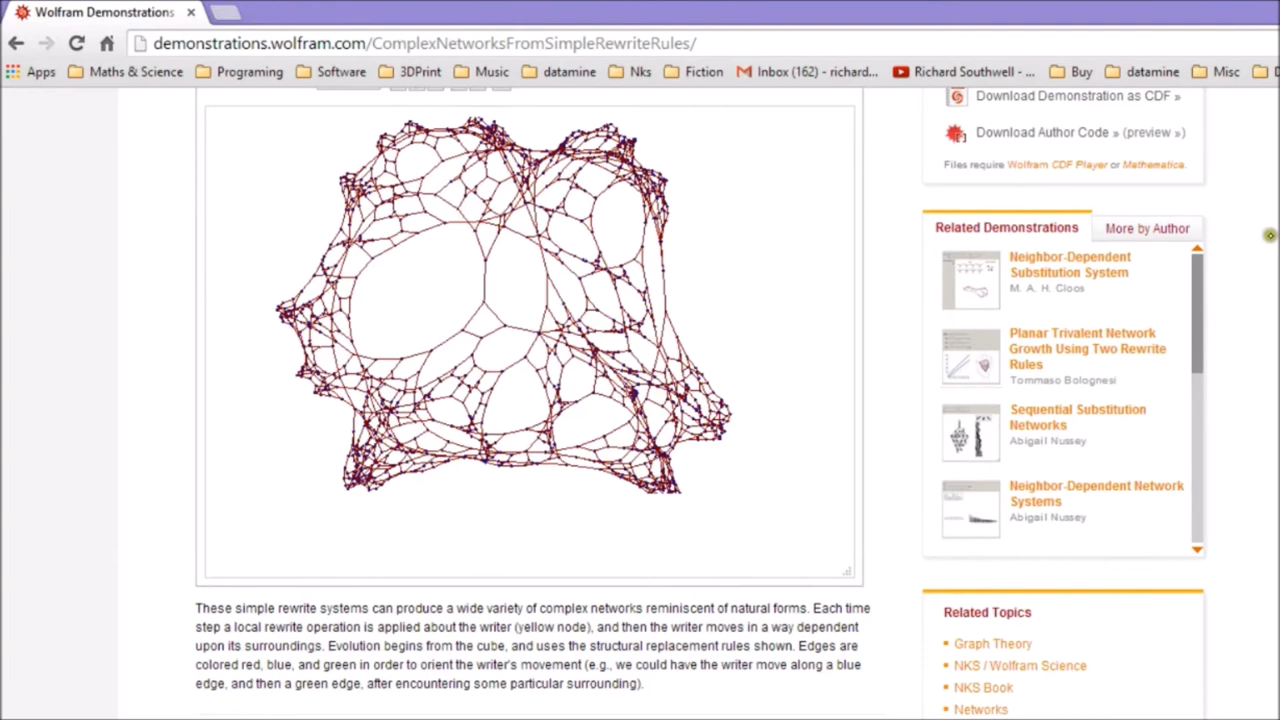 Wolfram Demonstrations
demonstrations.wolfram.com/ComplexNetworksFromSimpleRewriteRules/
Apps Maths & Science Programing Software 3DPrint Music datamine Nks Fiction Inbox (162) - richard... Richard Southwell - ... Buy datamine Misc
Download Demonstration as CDF »
Download Author Code » (preview »)
Files require Wolfram CDF Player or Mathematica.
Related Demonstrations More by Author
Neighbor-Dependent
Substitution System
M. A. H. Cloos
Planar Trivalent Network
Growth Using Two Rewrite
Rules
Tommaso Bolognesi
Sequential Substitution
Networks
Abigail Nussey
Neighbor-Dependent Network
Systems
Abigail Nussey
These simple rewrite systems can produce a wide variety of complex networks reminiscent of natural forms. Each time
step a local rewrite operation is applied about the writer (yellow node), and then the writer moves in a way dependent
upon its surroundings. Evolution begins from the cube, and uses the structural replacement rules shown. Edges are
colored red, blue, and green in order to orient the writer's movement (e.g., we could have the writer move along a blue
edge, and then a green edge, after encountering some particular surrounding).
Related Topics
Graph Theory
NKS / Wolfram Science
NKS Book
Networks